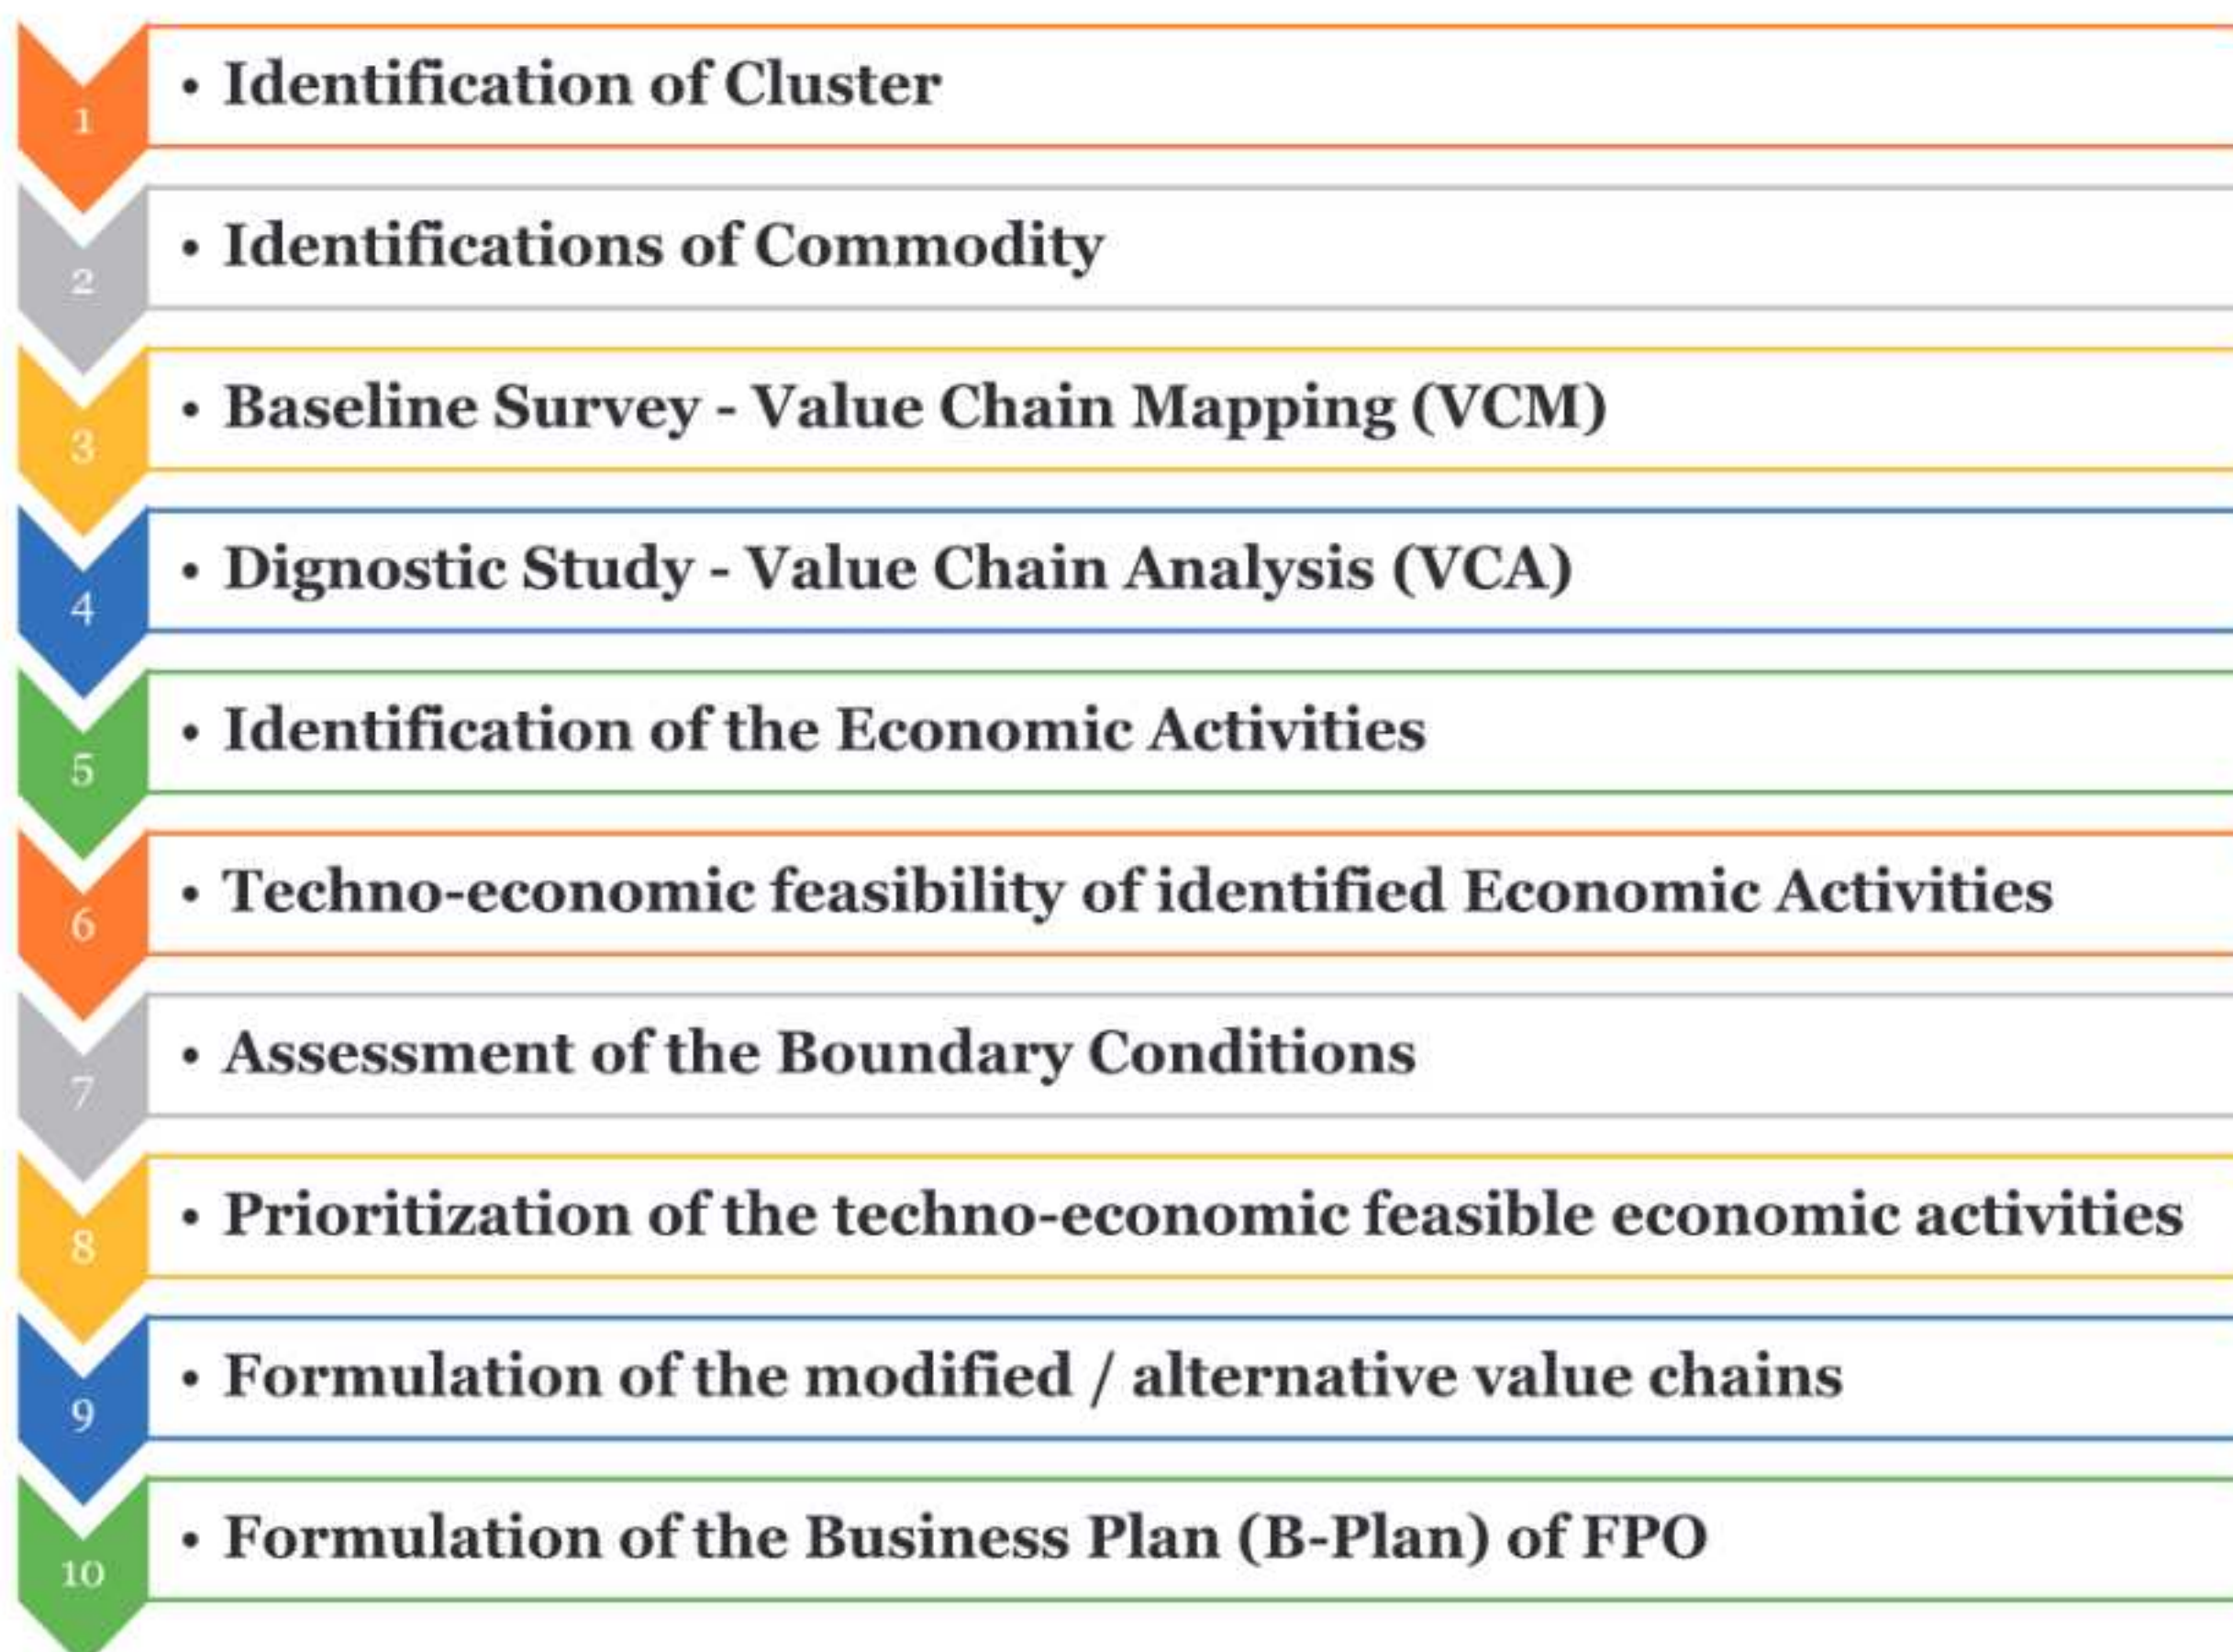 1
• Identification of Cluster
2
• Identifications of Commodity
3
• Baseline Survey - Value Chain Mapping (VCM)
4
• Dignostic Study - Value Chain Analysis (VCA)
5
• Identification of the Economic Activities
6
• Techno-economic feasibility of identified Economic Activities
7
• Assessment of the Boundary Conditions
8
• Prioritization of the techno-economic feasible economic activities
9
• Formulation of the modified / alternative value chains
10
• Formulation of the Business Plan (B-Plan) of FPO